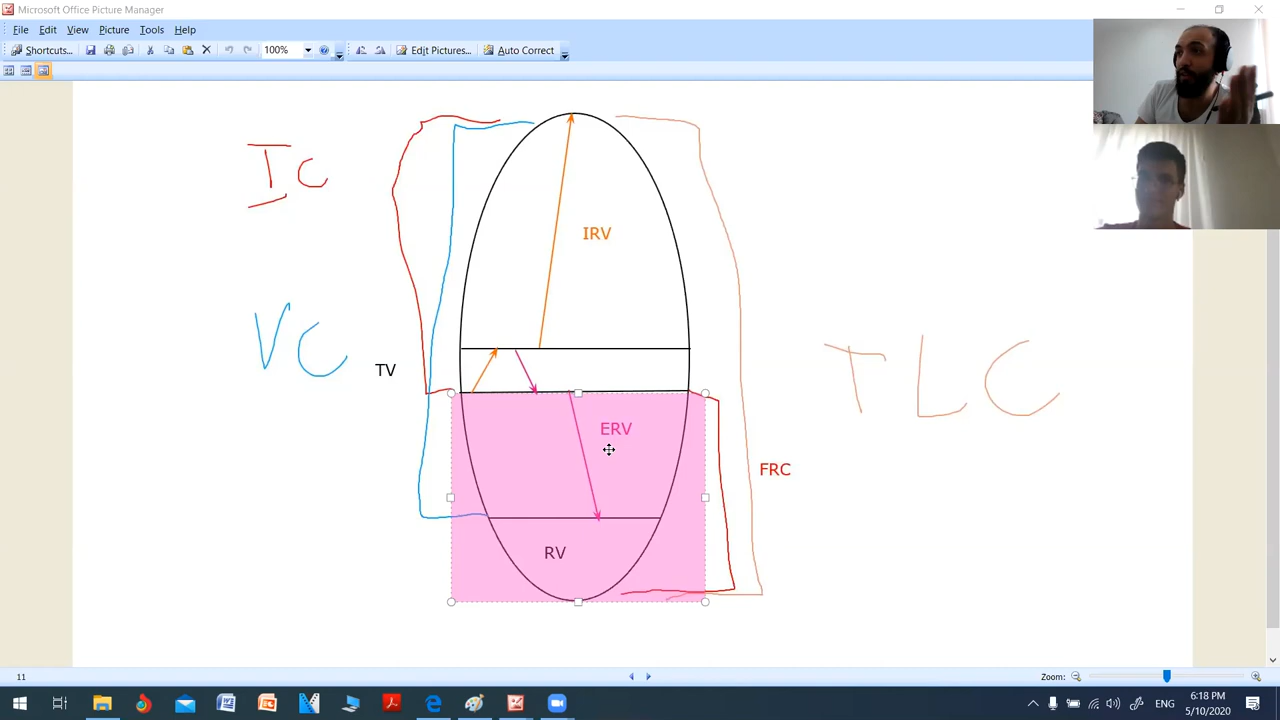 Microsoft Office Picture Manager
File Edit View Picture Tools Help
Shortcuts... 100% Edit Pictures... Auto Correct
IC
IRV
VC
TV
TLC
ERV
FRC
RV
11
Zoom:
ENG
6:18 PM
5/10/2020